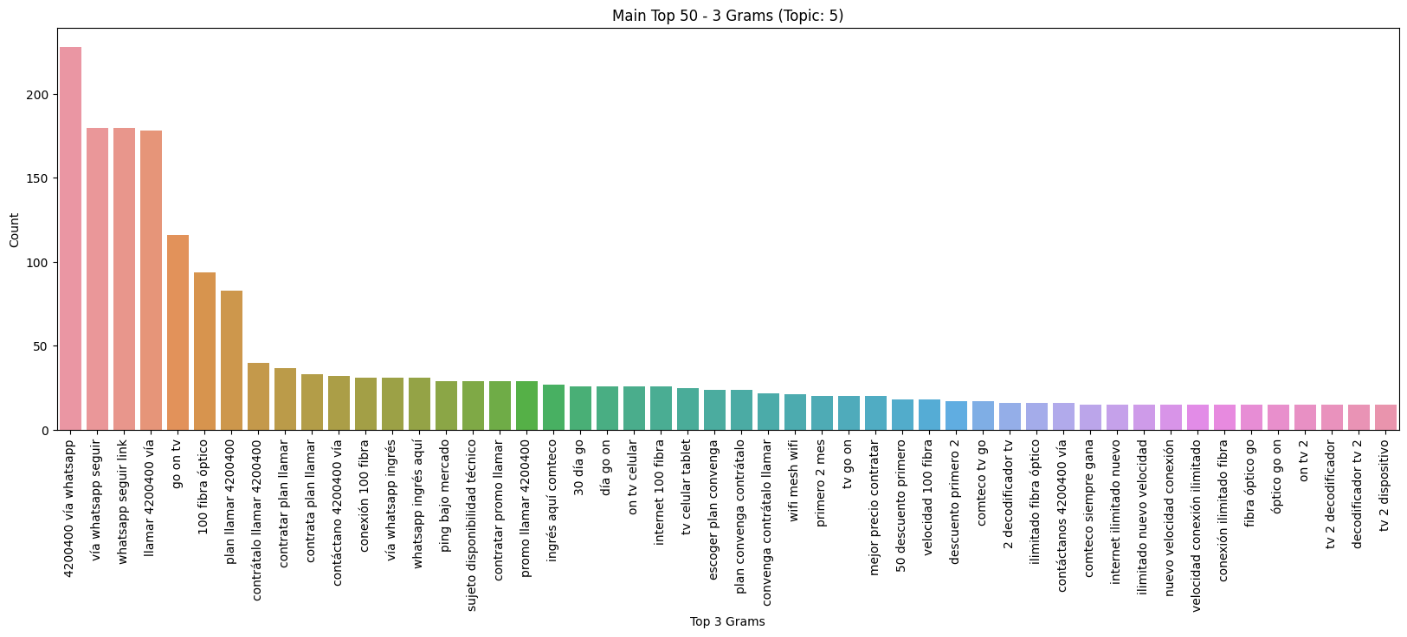 Main Top 50 - 3 Grams (Topic: 5)
Count
200
150
100
50
0
4200400 vía whatsapp
vía whatsapp seguir
whatsapp seguir link
llamar 4200400 vía
go on tv
100 fibra óptico
plan llamar 4200400
contrátalo llamar 4200400
contratar plan llamar
contrata plan llamar
contáctano 4200400 vía
conexión 100 fibra
vía whatsapp ingrés
whatsapp ingrés aquí
ping bajo mercado
sujeto disponibilidad técnico
contratar promo llamar
promo llamar 4200400
ingrés aquí comteco
30 día go
día go on
on tv celular
internet 100 fibra
tv celular tablet
escoger plan convenga
plan convenga contrátalo
convenga contrátalo llamar
wifi mesh wifi
primero 2 mes
tv go on
mejor precio contratar
50 descuento primero
velocidad 100 fibra
descuento primero 2
comteco tv go
2 decodificador tv
ilimitado fibra óptico
contáctanos 4200400 vía
comteco siempre gana
internet ilimitado nuevo
ilimitado nuevo velocidad
nuevo velocidad conexión
velocidad conexión ilimitado
conexión ilimitado fibra
fibra óptico go
óptico go on
on tv 2
tv 2 decodificador
decodificador tv 2
tv 2 dispositivo
Top 3 Grams